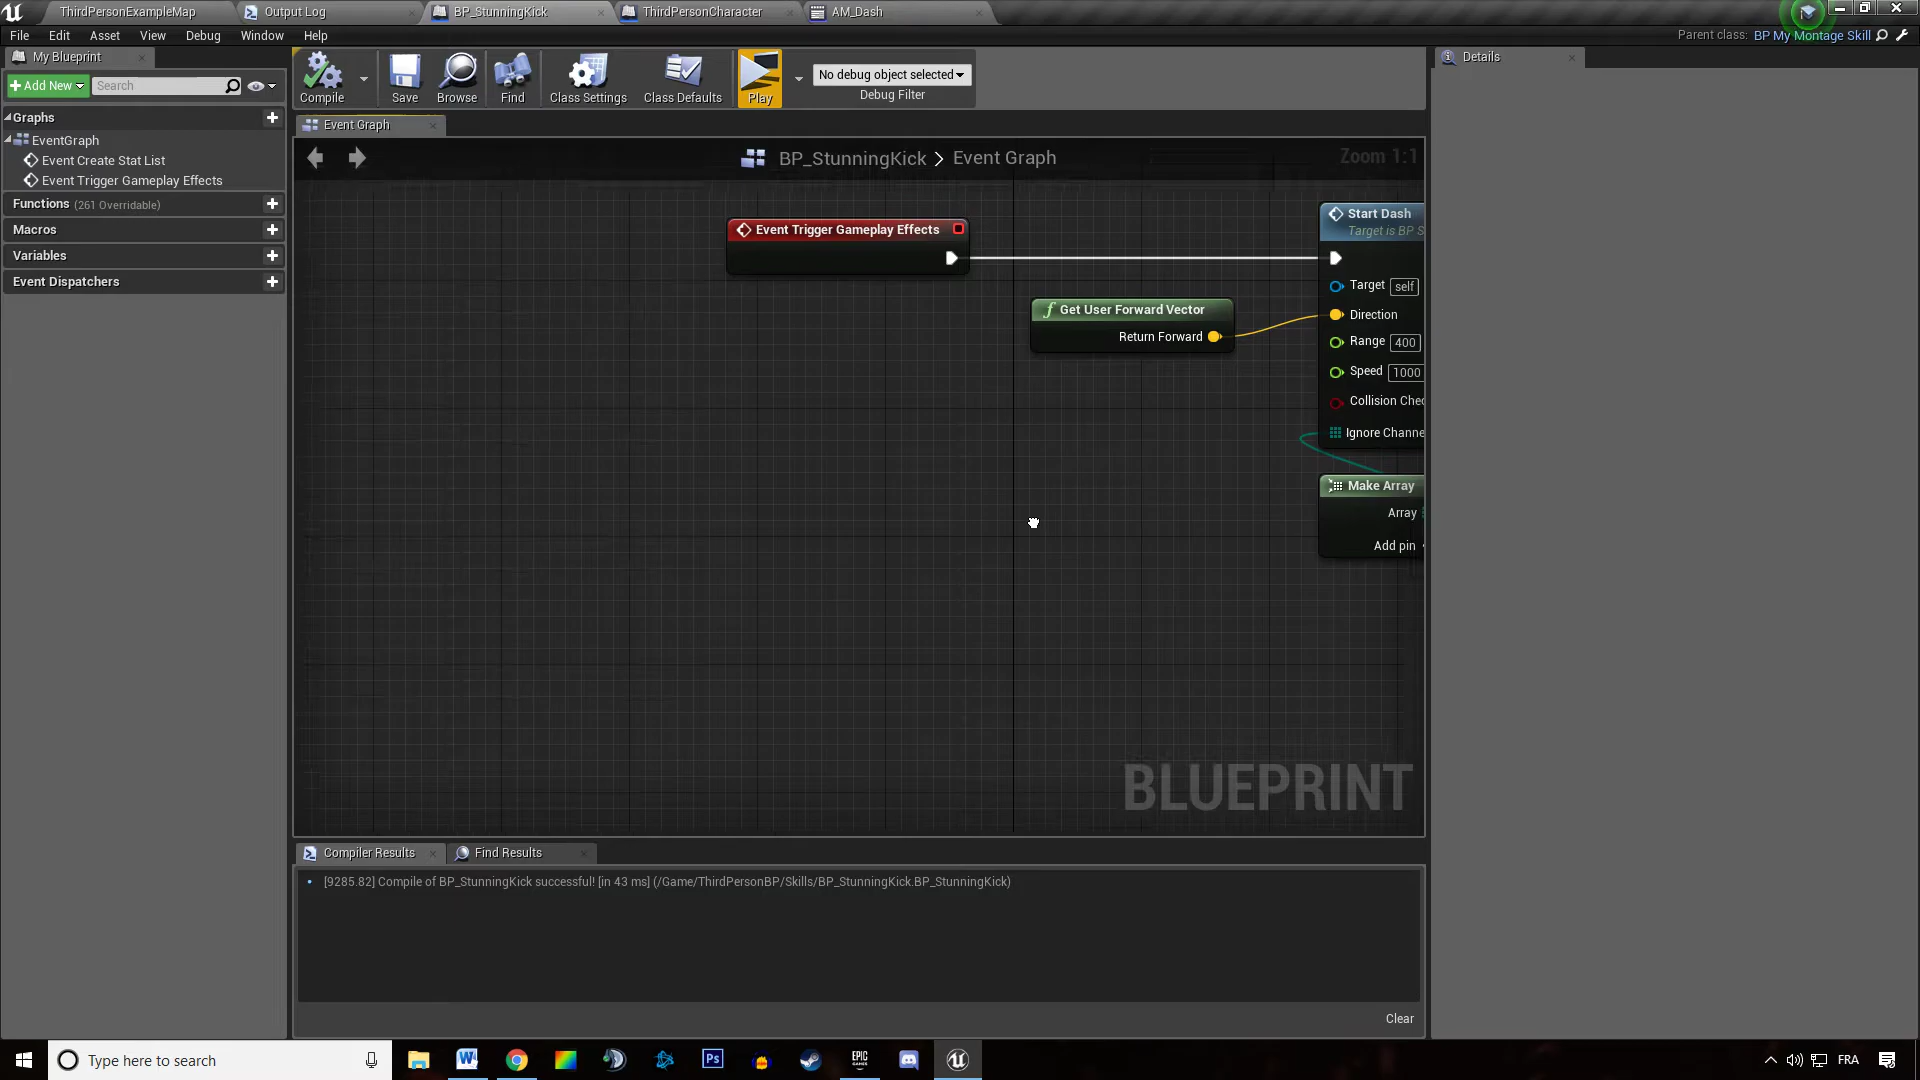 ThirdPersonExampleMap
Output Log
BP_StunningKick
ThirdPersonCharacter
AM_Dash
File Edit Asset View Debug Window Help
Parent class: BP My Montage Skill
My Blueprint
Details
+ Add New
Search
Compile
Save
Browse
Find
Class Settings
Class Defaults
Play
No debug object selected
Debug Filter
Graphs
EventGraph
Event Create Stat List
Event Trigger Gameplay Effects
Functions (261 Overridable)
Macros
Variables
Event Dispatchers
Event Graph
BP_StunningKick > Event Graph
Zoom 1:1
Event Trigger Gameplay Effects
Get User Forward Vector
Return Forward
Start Dash
Target is BP S
Target self
Direction
Range 400
Speed 1000
Collision Chec
Ignore Channe
Make Array
Array
Add pin
BLUEPRINT
Compiler Results
Find Results
[9285.82] Compile of BP_StunningKick successful! [in 43 ms] (/Game/ThirdPersonBP/Skills/BP_StunningKick.BP_StunningKick)
Clear
Type here to search
Ps
EPIC GAMES
FRA